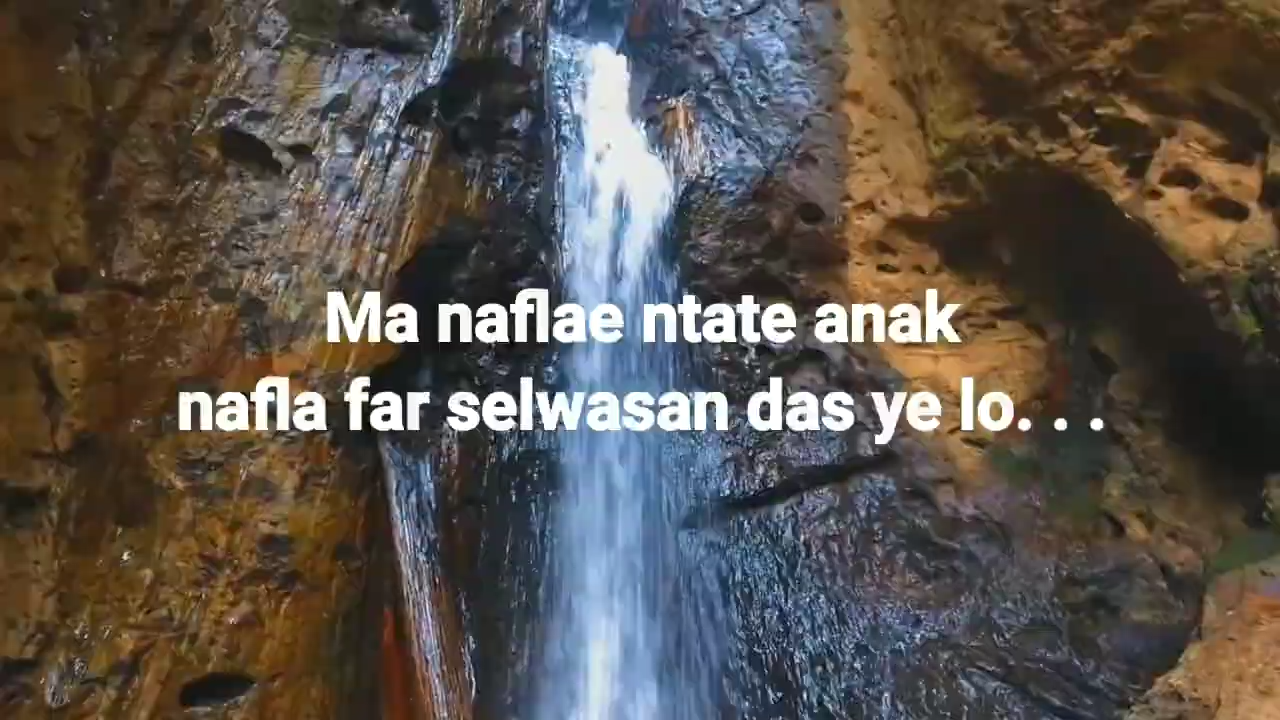 Ma naflae ntate anak
nafla far selwasan das ye lo. . .